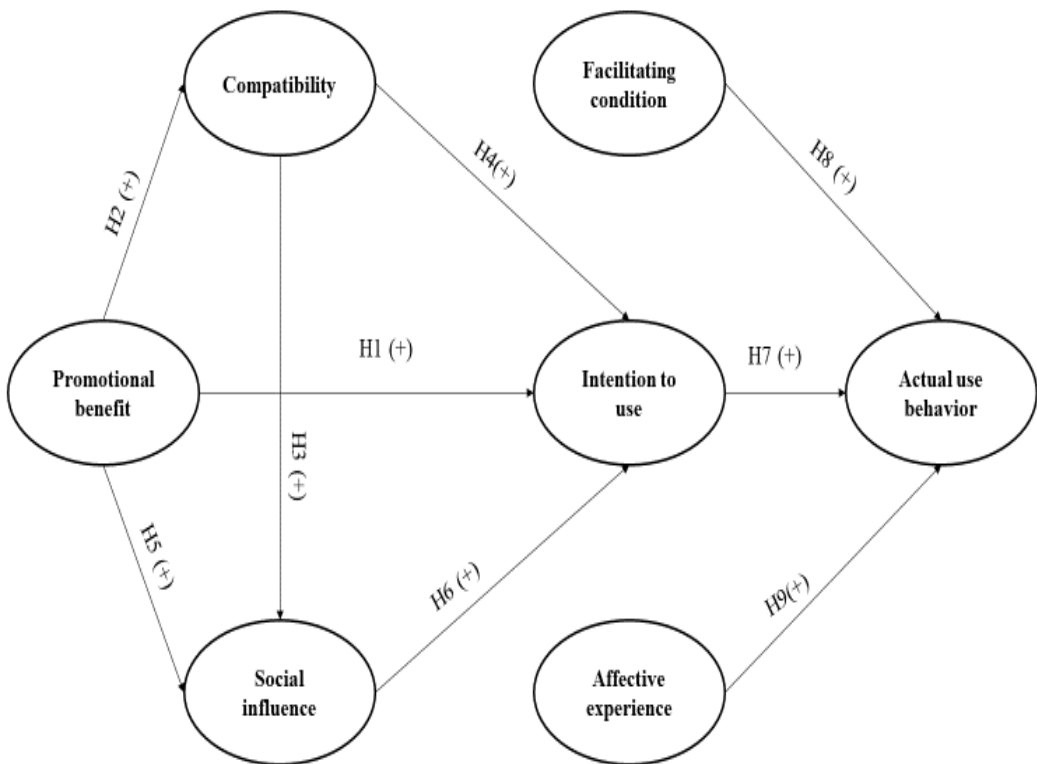 Compatibility
Facilitating
condition
H2 (+)
H4(+)
H8 (+)
Promotional
benefit
H1 (+)
Intention to
use
H7 (+)
Actual use
behavior
H3 (+)
H5 (+)
H6 (+)
H9(+)
Social
influence
Affective
experience